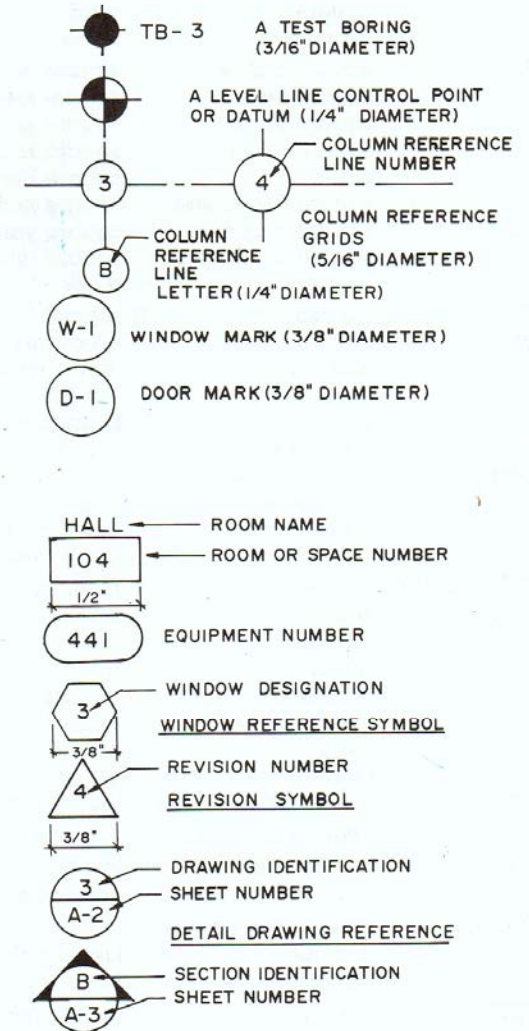 TB-3 A TEST BORING
(3/16" DIAMETER)
A LEVEL LINE CONTROL POINT
OR DATUM (1/4" DIAMETER)
COLUMN REFERENCE
LINE NUMBER
3 4
COLUMN REFERENCE
GRIDS
(5/16" DIAMETER)
COLUMN
REFERENCE
LINE
LETTER (1/4" DIAMETER)
B
W-1 WINDOW MARK (3/8" DIAMETER)
D-1 DOOR MARK (3/8" DIAMETER)
HALL ROOM NAME
104 ROOM OR SPACE NUMBER
1/2"
441 EQUIPMENT NUMBER
WINDOW DESIGNATION
3
WINDOW REFERENCE SYMBOL
3/8"
REVISION NUMBER
4
REVISION SYMBOL
3/8"
DRAWING IDENTIFICATION
3
SHEET NUMBER
A-2
DETAIL DRAWING REFERENCE
B SECTION IDENTIFICATION
A-3 SHEET NUMBER